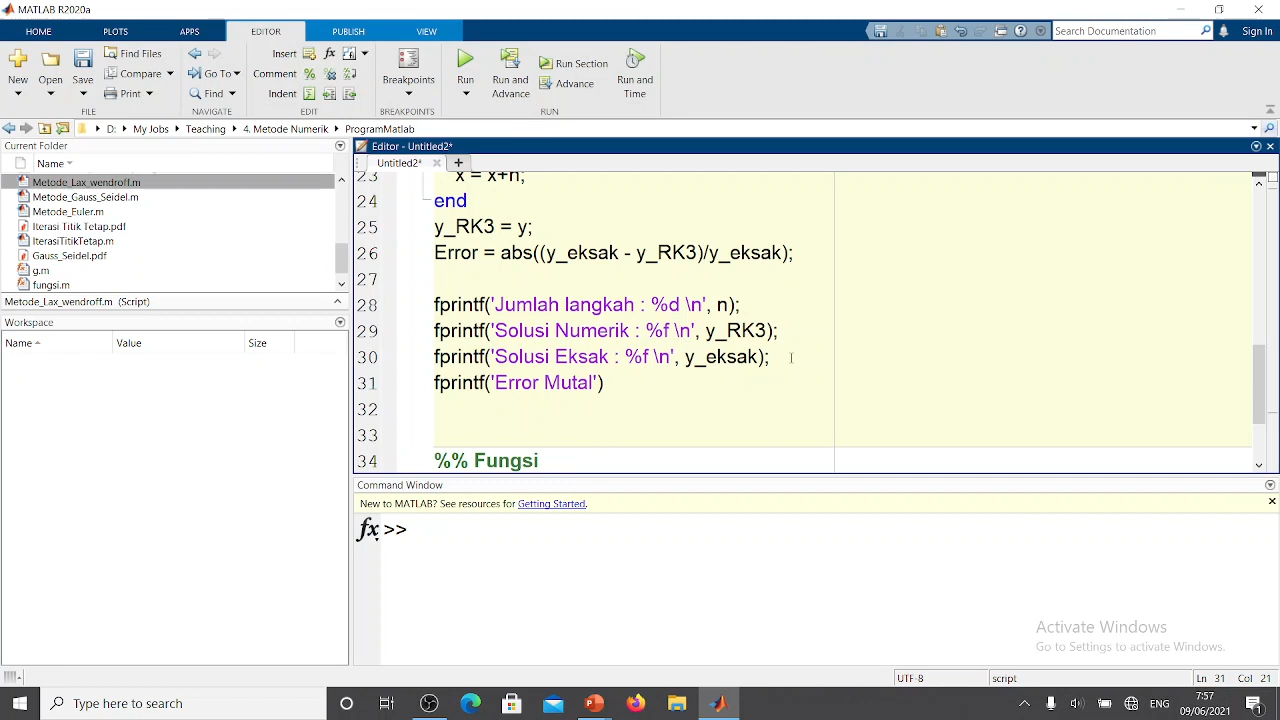 MATLAB R2020a
HOME PLOTS APPS EDITOR PUBLISH VIEW Search Documentation Sign In
New Open Save Find Files Compare Print Go To Find Insert Comment Indent fx Breakpoints Run Run and Advance Run Section Advance Run and Time
FILE NAVIGATE EDIT BREAKPOINTS RUN
D: › My Jobs › Teaching › 4. Metode Numerik › ProgramMatlab
Current Folder
Name
Metode_Lax_wendroff.m
Metode_Gauss_Seidel.m
Metode_Euler.m
Iterasi Titik Tetap.pdf
IterasiTitikTetap.m
Gauss_Seidel.pdf
g.m
fungsi.m
Metode_Lax_wendroff.m (Script)
Workspace
Name Value Size
Editor - Untitled2*
Untitled2*
23 x = x+h;
24 end
25 y_RK3 = y;
26 Error = abs((y_eksak - y_RK3)/y_eksak);
27
28 fprintf('Jumlah langkah : %d \n', n);
29 fprintf('Solusi Numerik : %f \n', y_RK3);
30 fprintf('Solusi Eksak : %f \n', y_eksak);
31 fprintf('Error Mutal')
32
33
34 %% Fungsi
Command Window
New to MATLAB? See resources for Getting Started.
fx >>
Activate Windows
Go to Settings to activate Windows.
UTF-8 script Ln 31 Col 21
Type here to search
ENG
7:57
09/06/2021
1